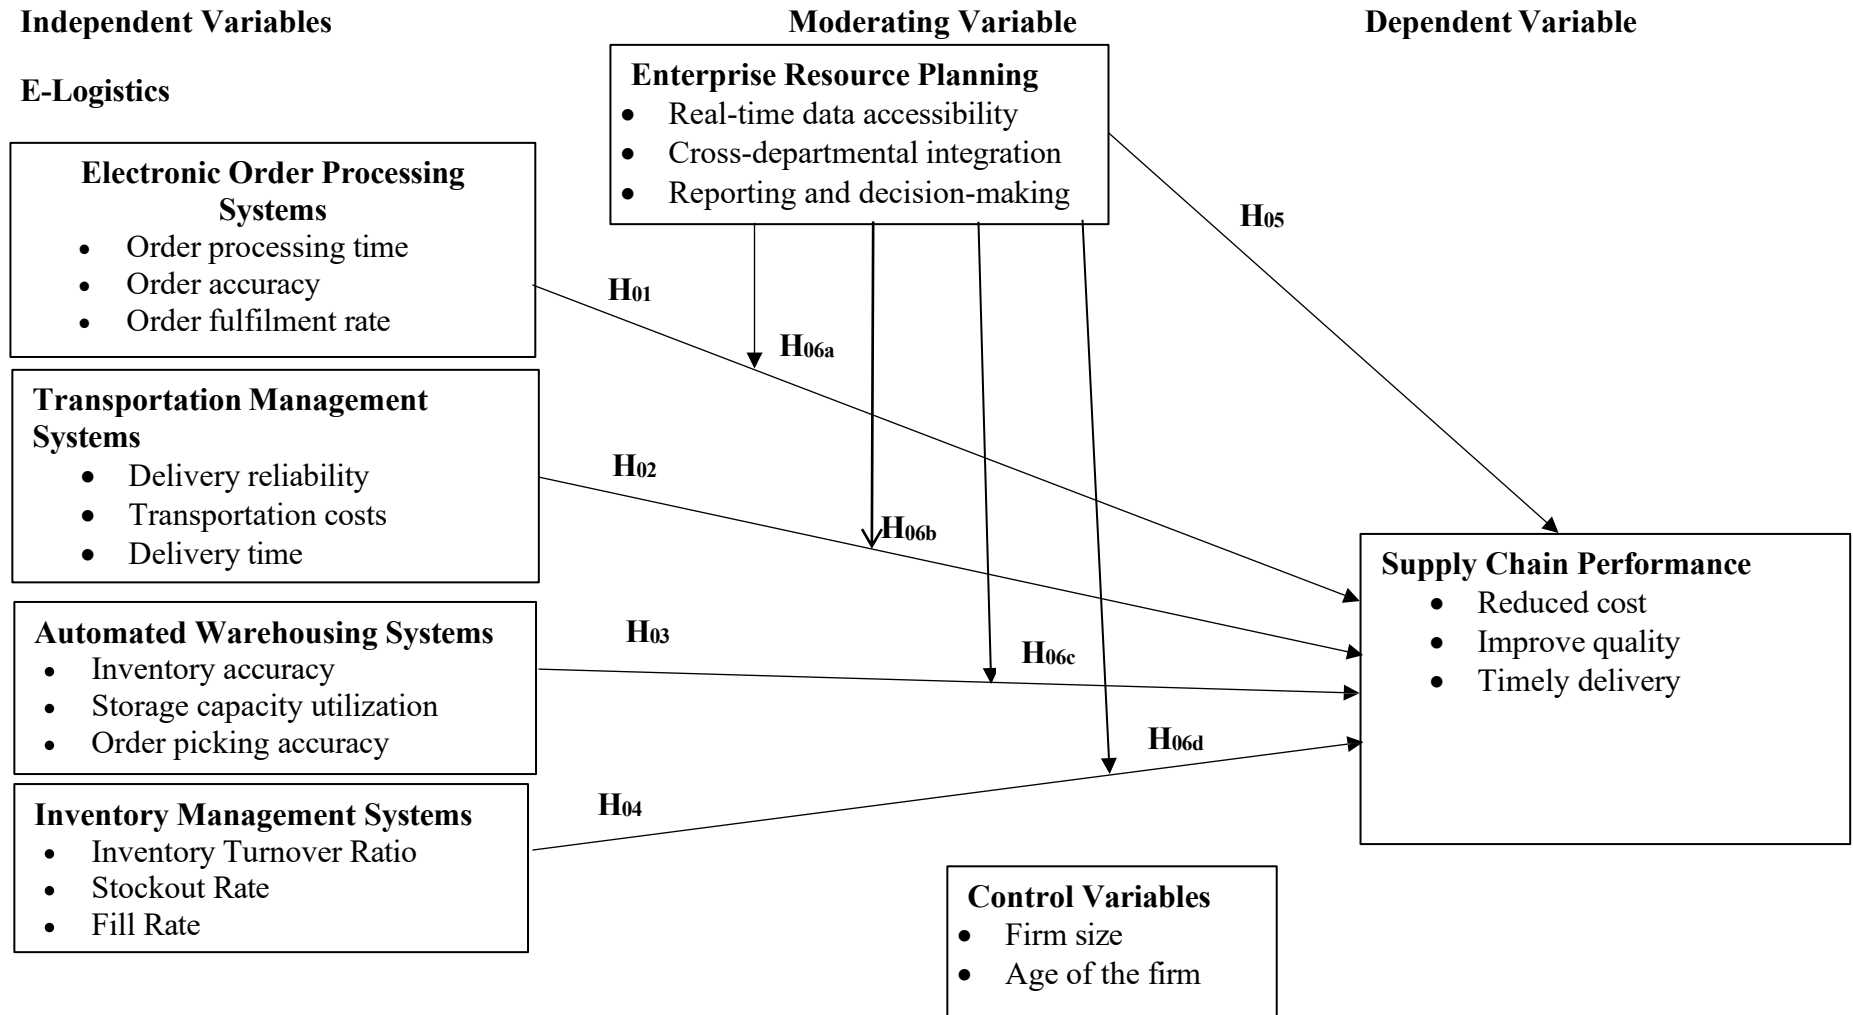 Independent Variables
Moderating Variable
Dependent Variable
E-Logistics
Enterprise Resource Planning
• Real-time data accessibility
• Cross-departmental integration
• Reporting and decision-making
Electronic Order Processing
Systems
• Order processing time
• Order accuracy
• Order fulfilment rate
H05
H01
H06a
Transportation Management
Systems
• Delivery reliability
• Transportation costs
• Delivery time
H02
H06b
Supply Chain Performance
• Reduced cost
• Improve quality
• Timely delivery
Automated Warehousing Systems
• Inventory accuracy
• Storage capacity utilization
• Order picking accuracy
H03
H06c
H06d
Inventory Management Systems
• Inventory Turnover Ratio
• Stockout Rate
• Fill Rate
H04
Control Variables
• Firm size
• Age of the firm